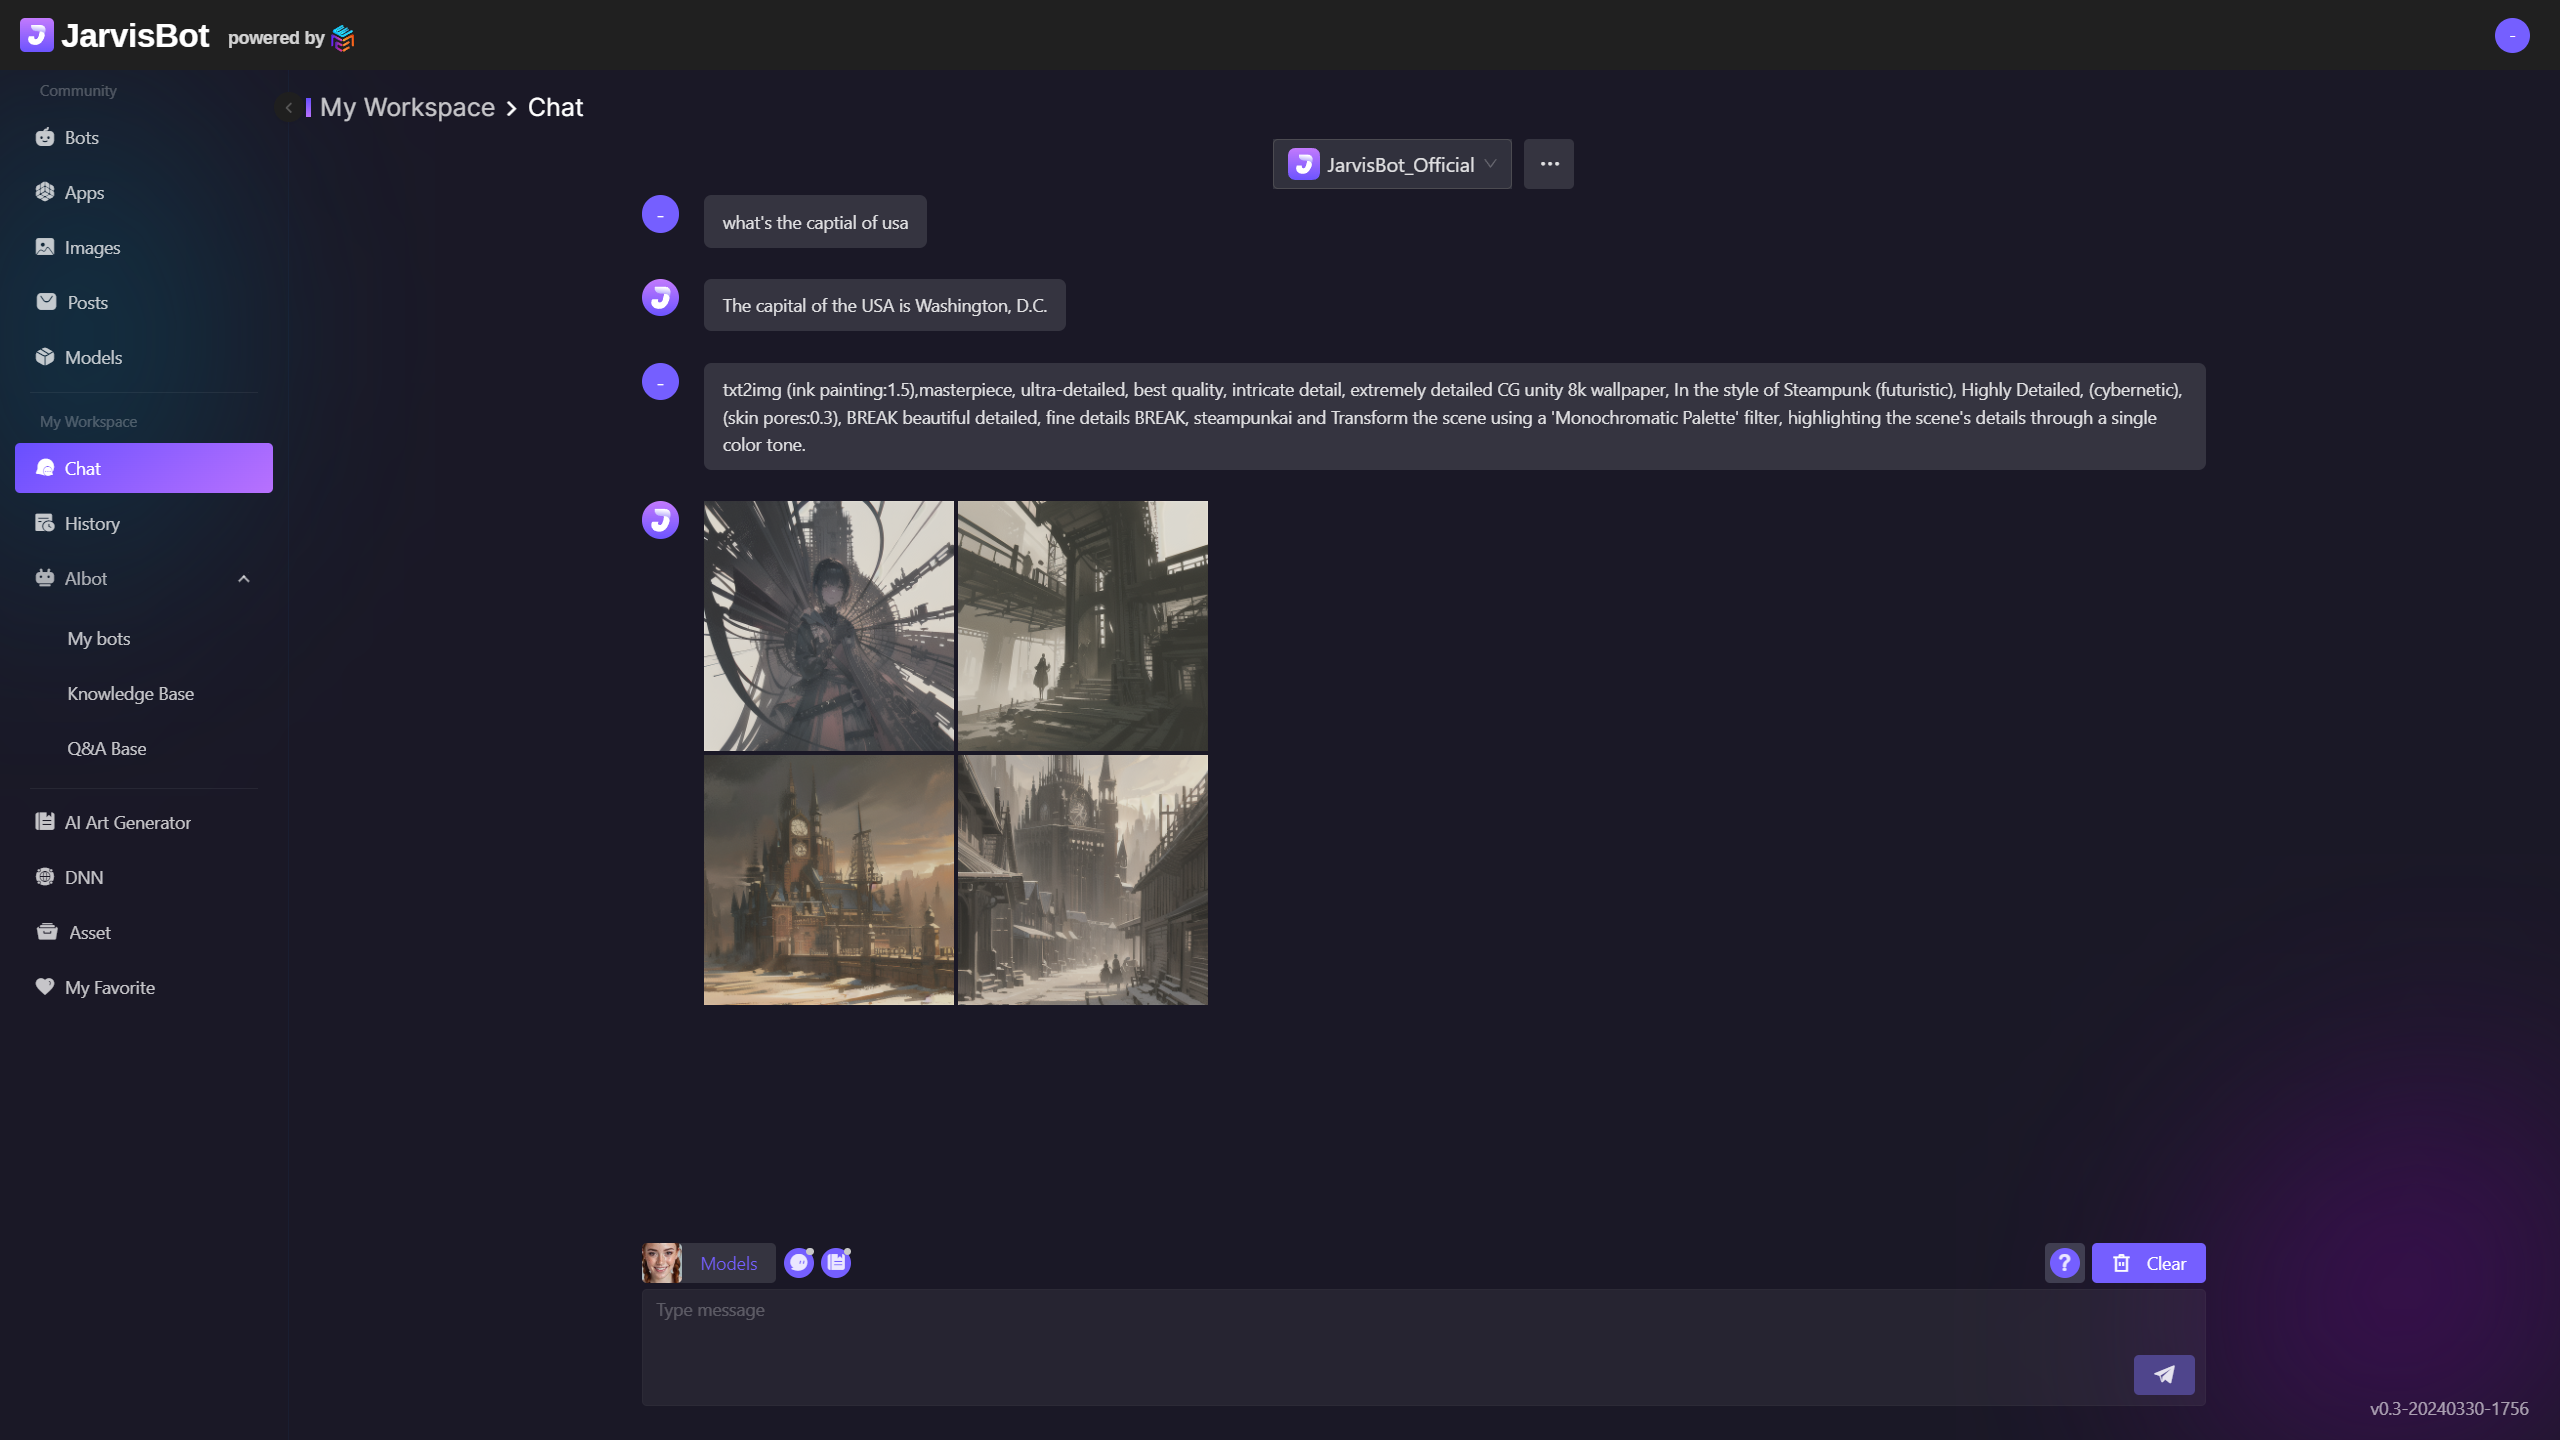 JarvisBot powered by
-
Community
Bots
Apps
Images
Posts
Models
My Workspace
Chat
History
AIbot
My bots
Knowledge Base
Q&A Base
AI Art Generator
DNN
Asset
My Favorite
My Workspace > Chat
JarvisBot_Official
...
-
what's the captial of usa
The capital of the USA is Washington, D.C.
-
txt2img (ink painting:1.5),masterpiece, ultra-detailed, best quality, intricate detail, extremely detailed CG unity 8k wallpaper, In the style of Steampunk (futuristic), Highly Detailed, (cybernetic),
(skin pores:0.3), BREAK beautiful detailed, fine details BREAK, steampunkai and Transform the scene using a 'Monochromatic Palette' filter, highlighting the scene's details through a single
color tone.
Models
? Clear
Type message
v0.3-20240330-1756